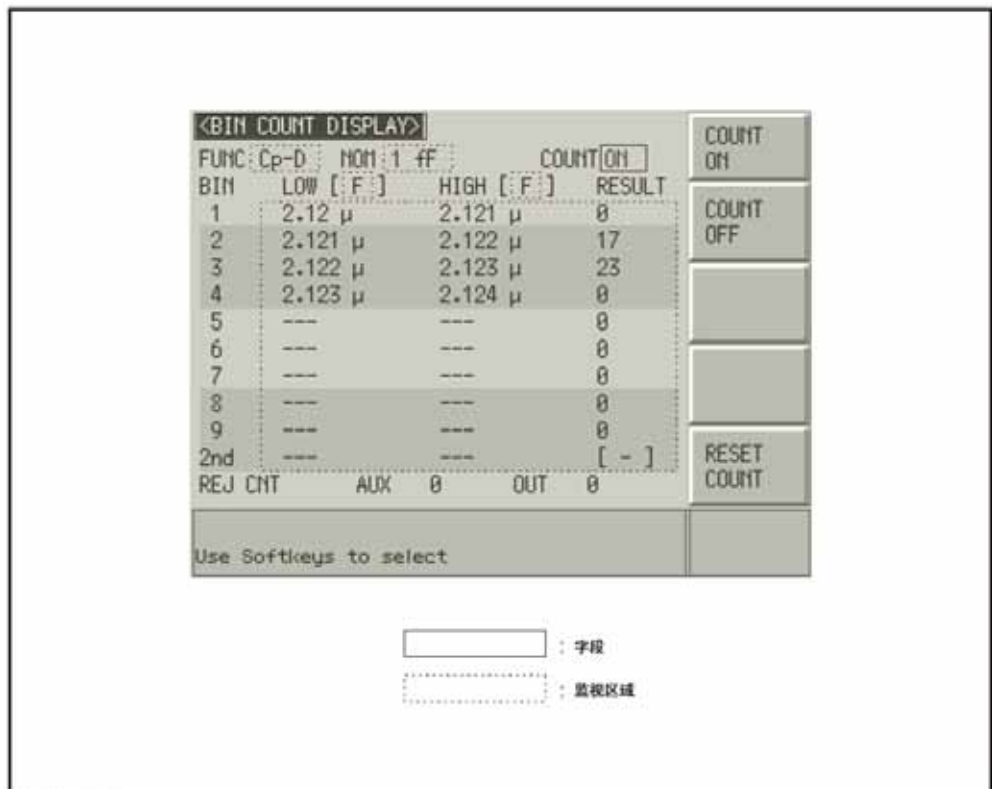 <BIN COUNT DISPLAY>
FUNC Cp-D NOM 1 fF COUNT ON
BIN LOW [ F ] HIGH [ F ] RESULT
1 2.12 μ 2.121 μ 0
2 2.121 μ 2.122 μ 17
3 2.122 μ 2.123 μ 23
4 2.123 μ 2.124 μ 0
5 --- --- 0
6 --- --- 0
7 --- --- 0
8 --- --- 0
9 --- --- 0
2nd --- --- [ - ]
REJ CNT AUX 0 OUT 0
Use Softkeys to select
COUNT
ON
COUNT
OFF
RESET
COUNT
: 字段
: 监视区域